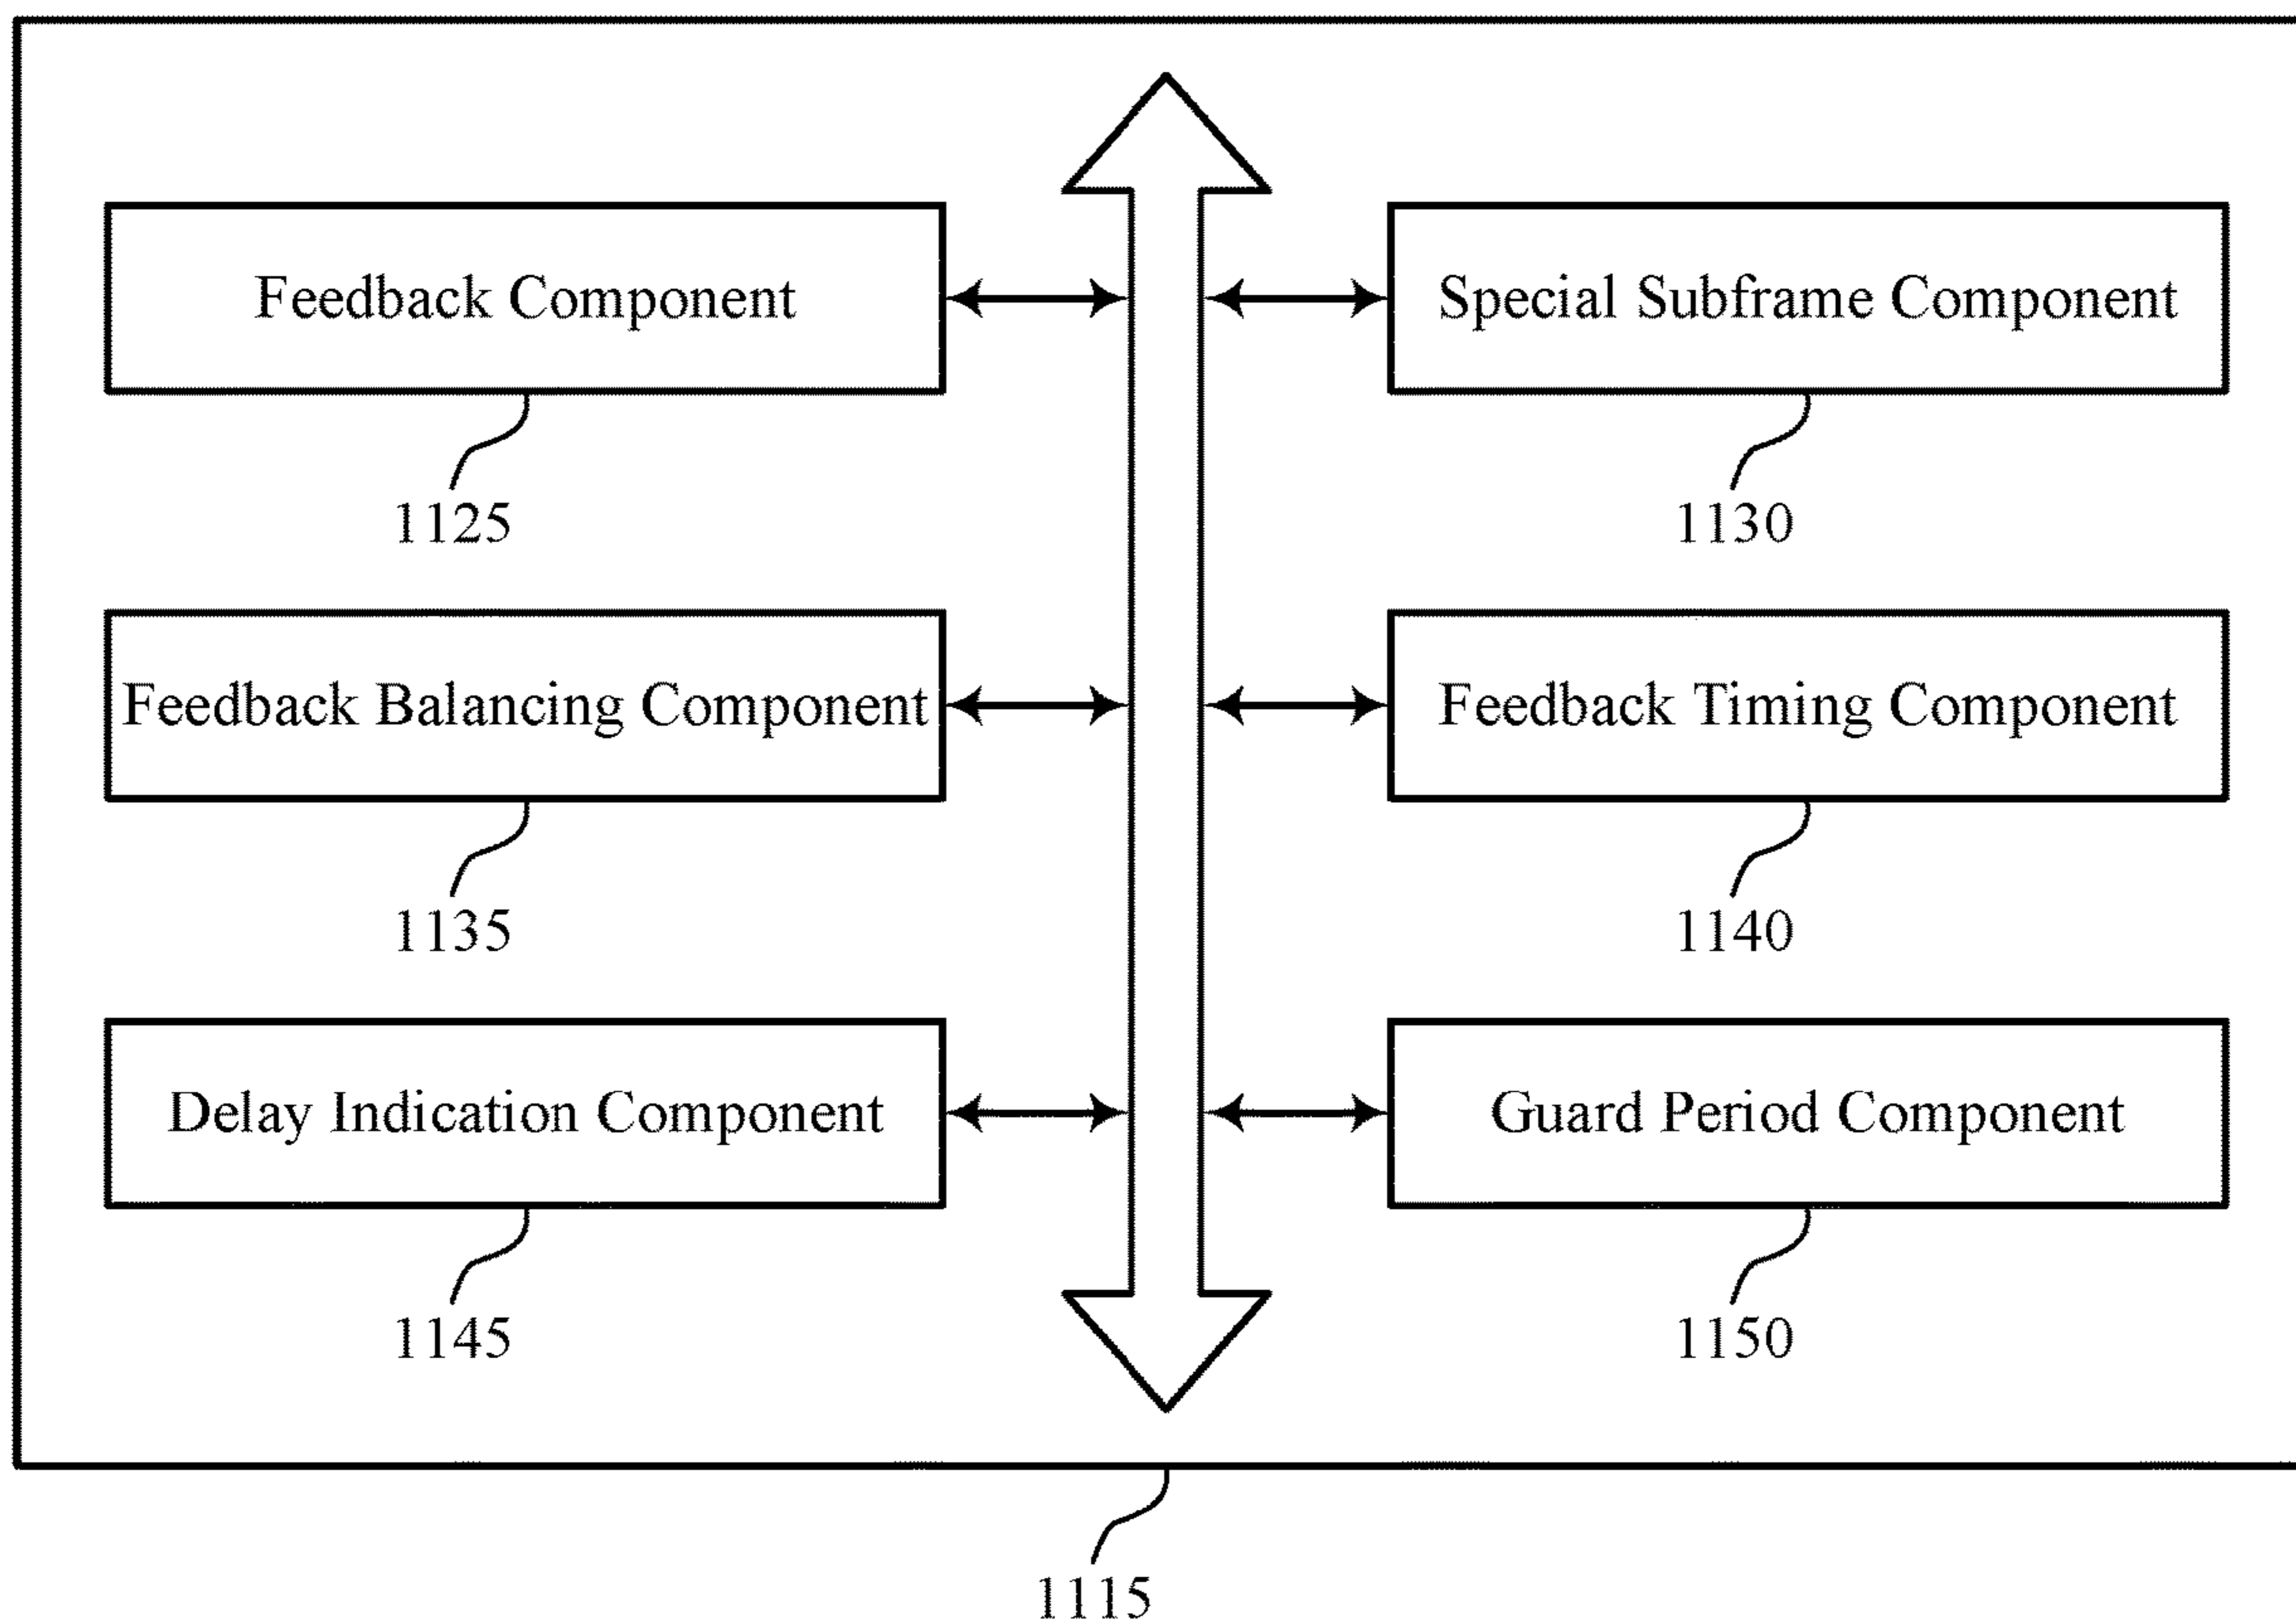 Feedback Component
Special Subframe Component
1125
1130
Feedback Balancing Component
Feedback Timing Component
1135
1140
Delay Indication Component
Guard Period Component
1145
1150
1115